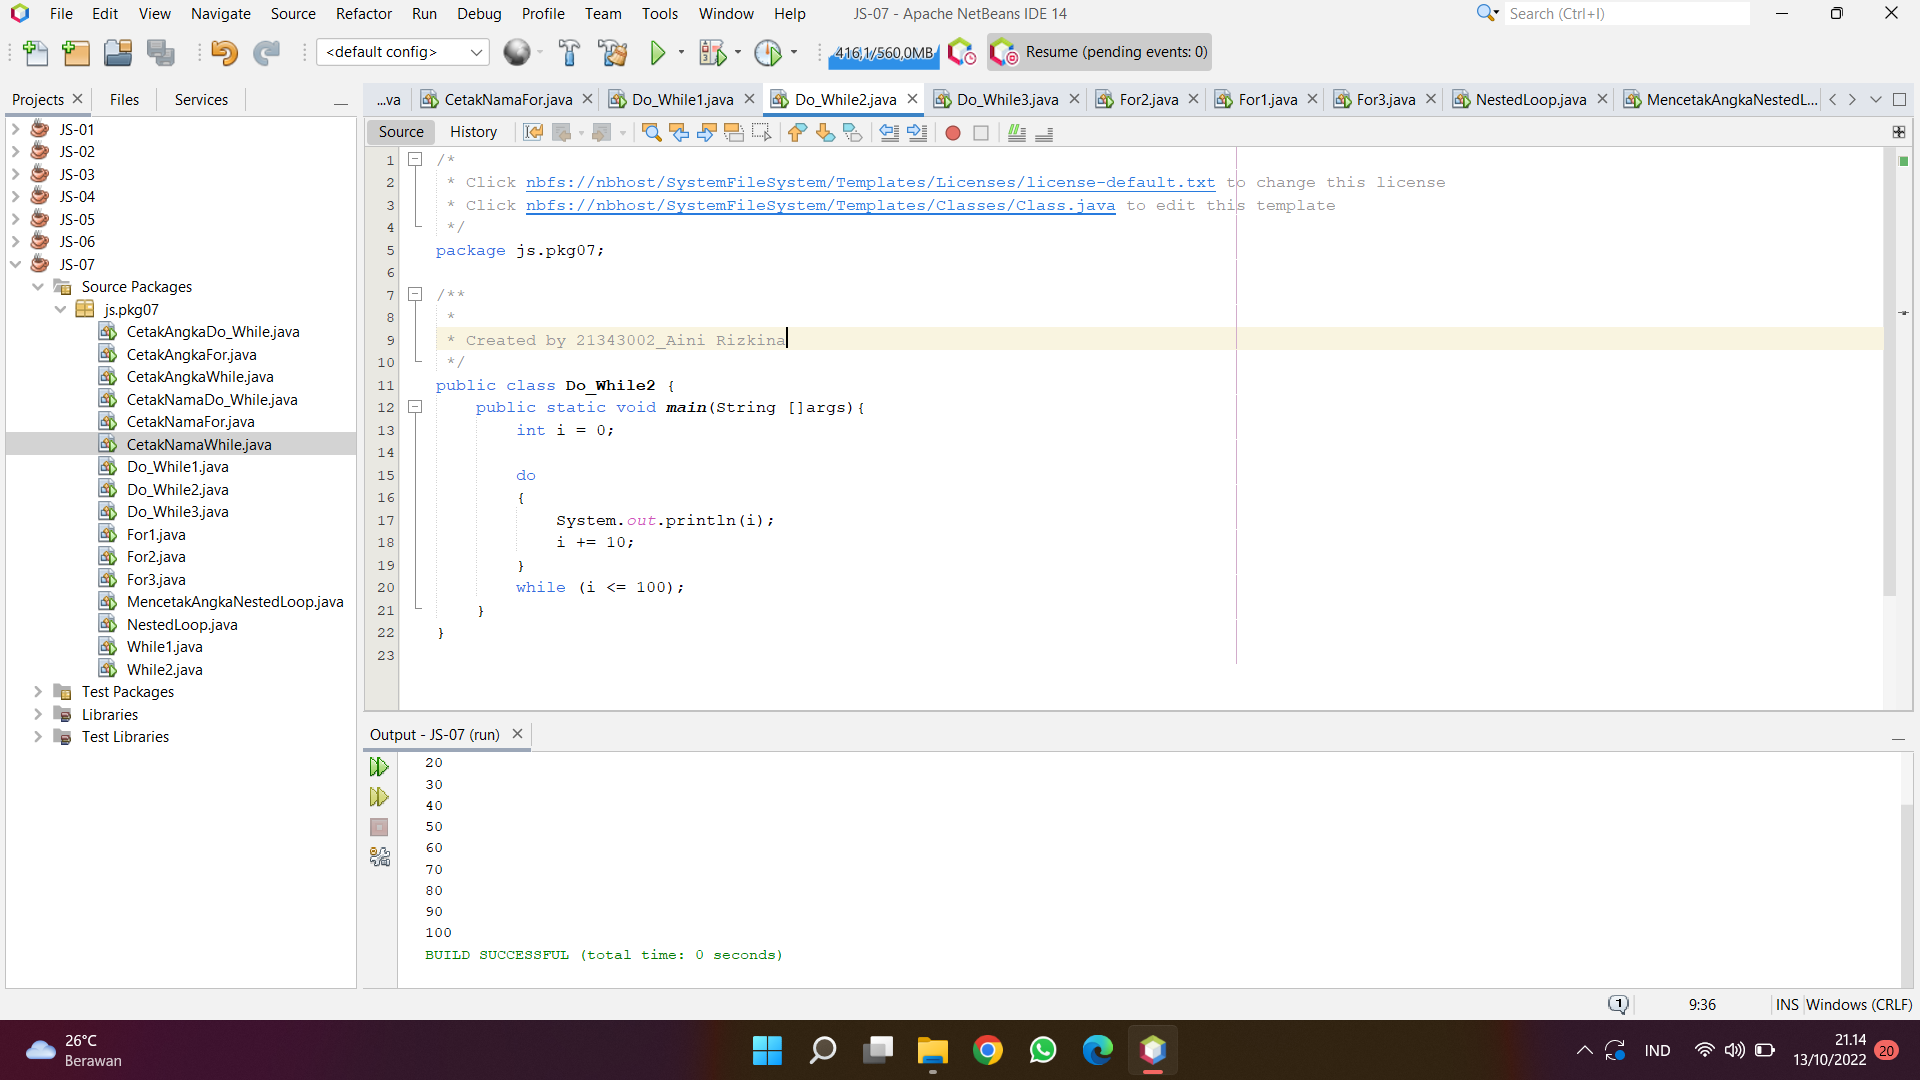 File Edit View Navigate Source Refactor Run Debug Profile Team Tools Window Help JS-07 - Apache NetBeans IDE 14 Search (Ctrl+I)
<default config> 416,1/560,0MB Resume (pending events: 0)
Projects Files Services
...va CetakNamaFor.java Do_While1.java Do_While2.java Do_While3.java For2.java For1.java For3.java NestedLoop.java MencetakAngkaNestedL...
Source History
JS-01
JS-02
JS-03
JS-04
JS-05
JS-06
JS-07
Source Packages
js.pkg07
CetakAngkaDo_While.java
CetakAngkaFor.java
CetakAngkaWhile.java
CetakNamaDo_While.java
CetakNamaFor.java
CetakNamaWhile.java
Do_While1.java
Do_While2.java
Do_While3.java
For1.java
For2.java
For3.java
MencetakAngkaNestedLoop.java
NestedLoop.java
While1.java
While2.java
Test Packages
Libraries
Test Libraries
1 /*
2 * Click nbfs://nbhost/SystemFileSystem/Templates/Licenses/license-default.txt to change this license
3 * Click nbfs://nbhost/SystemFileSystem/Templates/Classes/Class.java to edit this template
4 */
5 package js.pkg07;
6
7 /**
8 *
9 * Created by 21343002_Aini Rizkina
10 */
11 public class Do_While2 {
12 public static void main(String []args){
13 int i = 0;
14
15 do
16 {
17 System.out.println(i);
18 i += 10;
19 }
20 while (i <= 100);
21 }
22 }
23
Output - JS-07 (run)
20
30
40
50
60
70
80
90
100
BUILD SUCCESSFUL (total time: 0 seconds)
1 9:36 INS Windows (CRLF)
26°C
Berawan
IND
21.14
13/10/2022
20